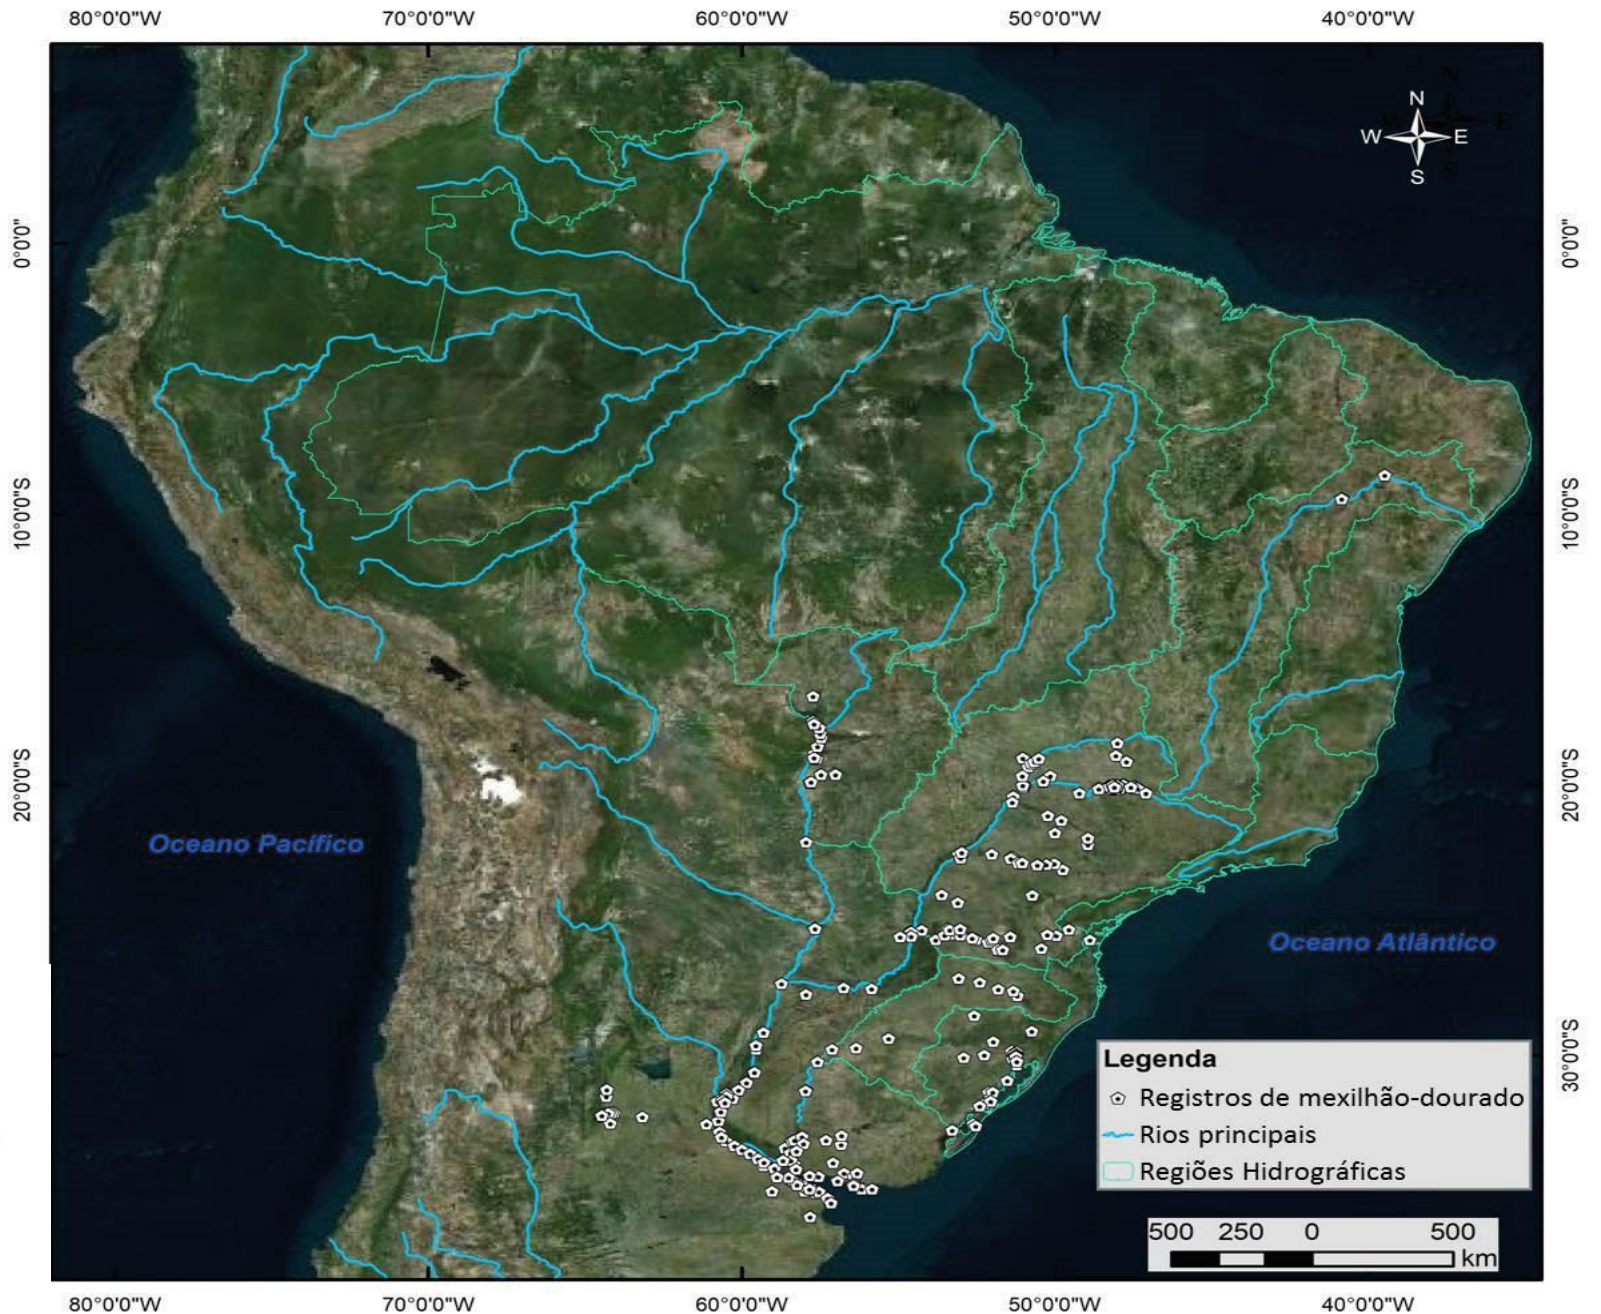 80°0'0"W 70°0'0"W 60°0'0"W 50°0'0"W 40°0'0"W
N
W E
S
0°0'0" 0°0'0"
10°0'0"S 10°0'0"S
20°0'0"S 20°0'0"S
Oceano Pacífico
Oceano Atlântico
30°0'0"S
Legenda
Registros de mexilhão-dourado
Rios principais
Regiões Hidrográficas
500 250 0 500
km
80°0'0"W 70°0'0"W 60°0'0"W 50°0'0"W 40°0'0"W